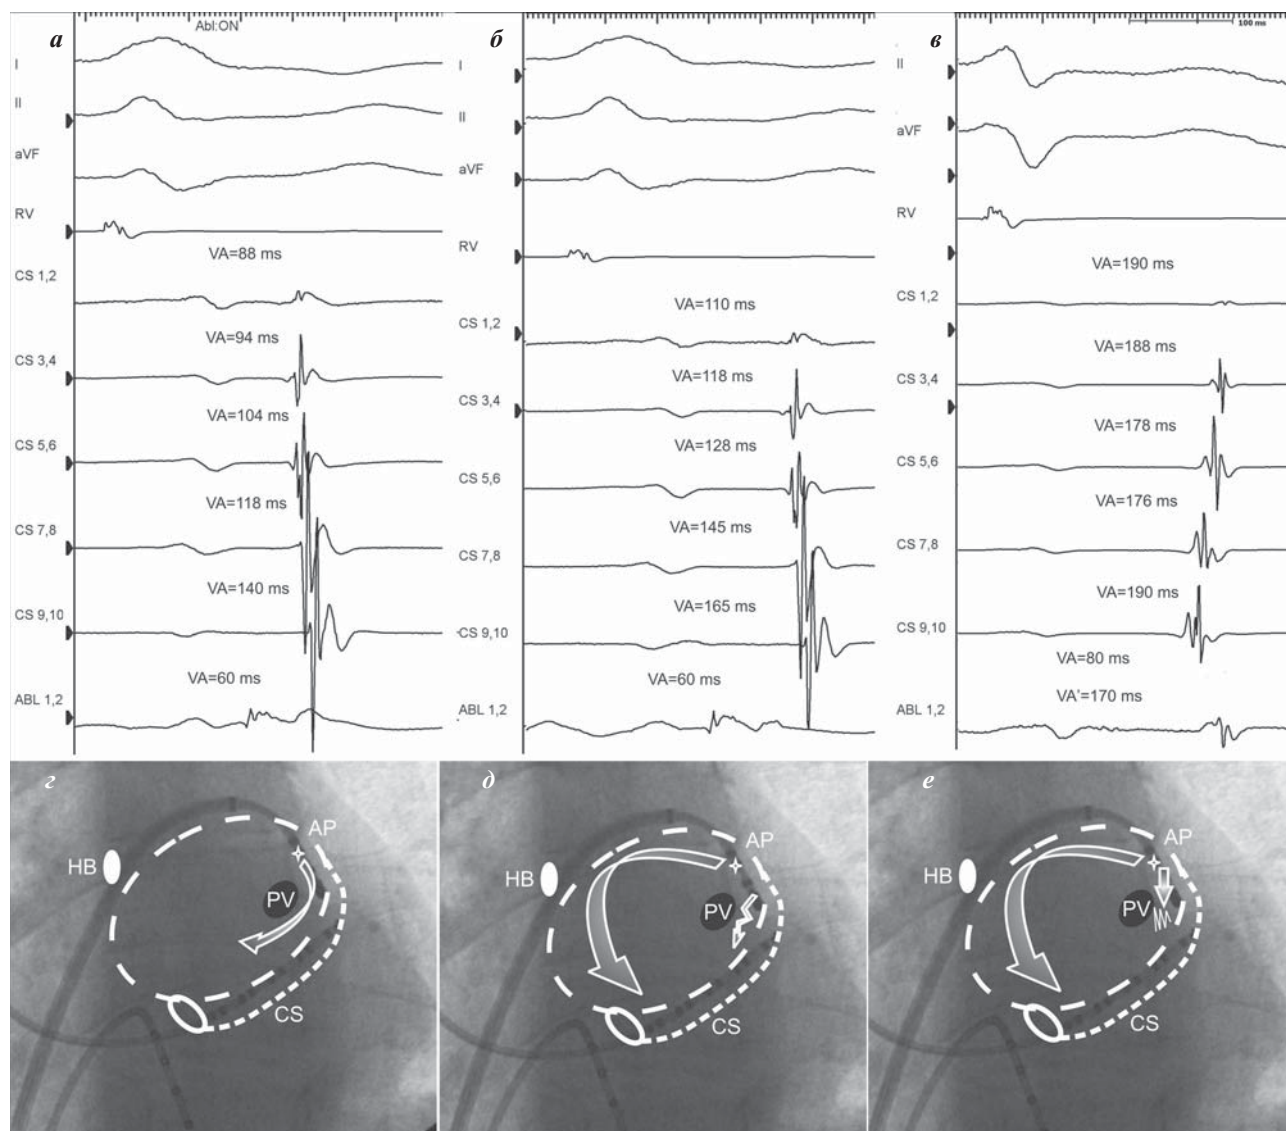 а
Abl:ON
I
II
aVF
RV
VA=88 ms
CS 1,2
VA=94 ms
CS 3,4
VA=104 ms
CS 5,6
VA=118 ms
CS 7,8
VA=140 ms
CS 9,10
VA=60 ms
ABL 1,2
б
I
II
aVF
RV
VA=110 ms
CS 1,2
VA=118 ms
CS 3,4
VA=128 ms
CS 5,6
VA=145 ms
CS 7,8
VA=165 ms
CS 9,10
VA=60 ms
ABL 1,2
в
100 ms
II
aVF
RV
VA=190 ms
CS 1,2
VA=188 ms
CS 3,4
VA=178 ms
CS 5,6
VA=176 ms
CS 7,8
VA=190 ms
CS 9,10
VA=80 ms
VA'=170 ms
ABL 1,2
г
AP
HB
PV
CS
д
AP
HB
PV
CS
е
AP
HB
PV
CS